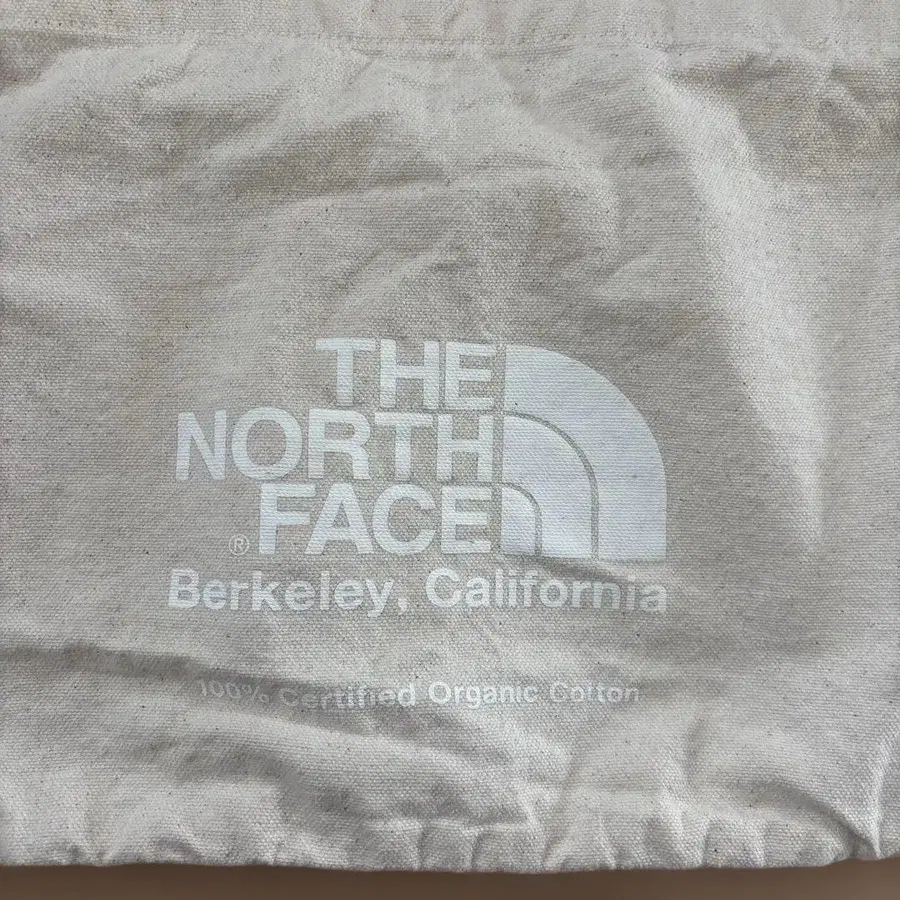 THE
NORTH
® FACE
Berkeley, California
100% Certified Organic Cotton